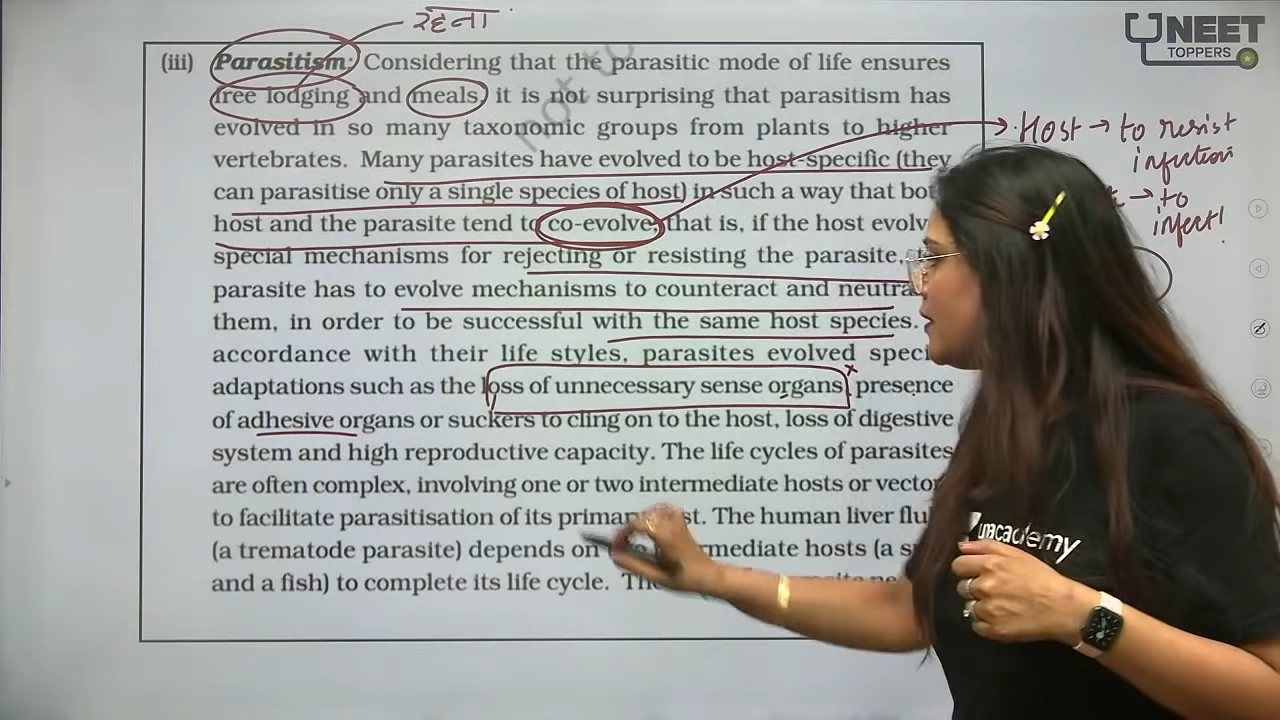 रहना
UNEET
TOPPERS
(iii) Parasitism: Considering that the parasitic mode of life ensures
free lodging and meals, it is not surprising that parasitism has
evolved in so many taxonomic groups from plants to higher
vertebrates. Many parasites have evolved to be host-specific (they
can parasitise only a single species of host) in such a way that
host and the parasite tend to co-evolve; that is, if the host
special mechanisms for rejecting or resisting the parasite,
parasite has to evolve mechanisms to counteract and
them, in order to be successful with the same host species.
accordance with their life styles, parasites evolved
adaptations such as the loss of unnecessary sense organs, presence
of adhesive organs or suckers to cling on to the host, loss of digestive
system and high reproductive capacity. The life cycles of parasites
are often complex, involving one or two intermediate hosts or
to facilitate parasitisation of its The human liver
(a trematode parasite) depends on hosts (a
and a fish) to complete its life cycle.
not to
Host → to resist
infection
→ to
infect!
unacademy